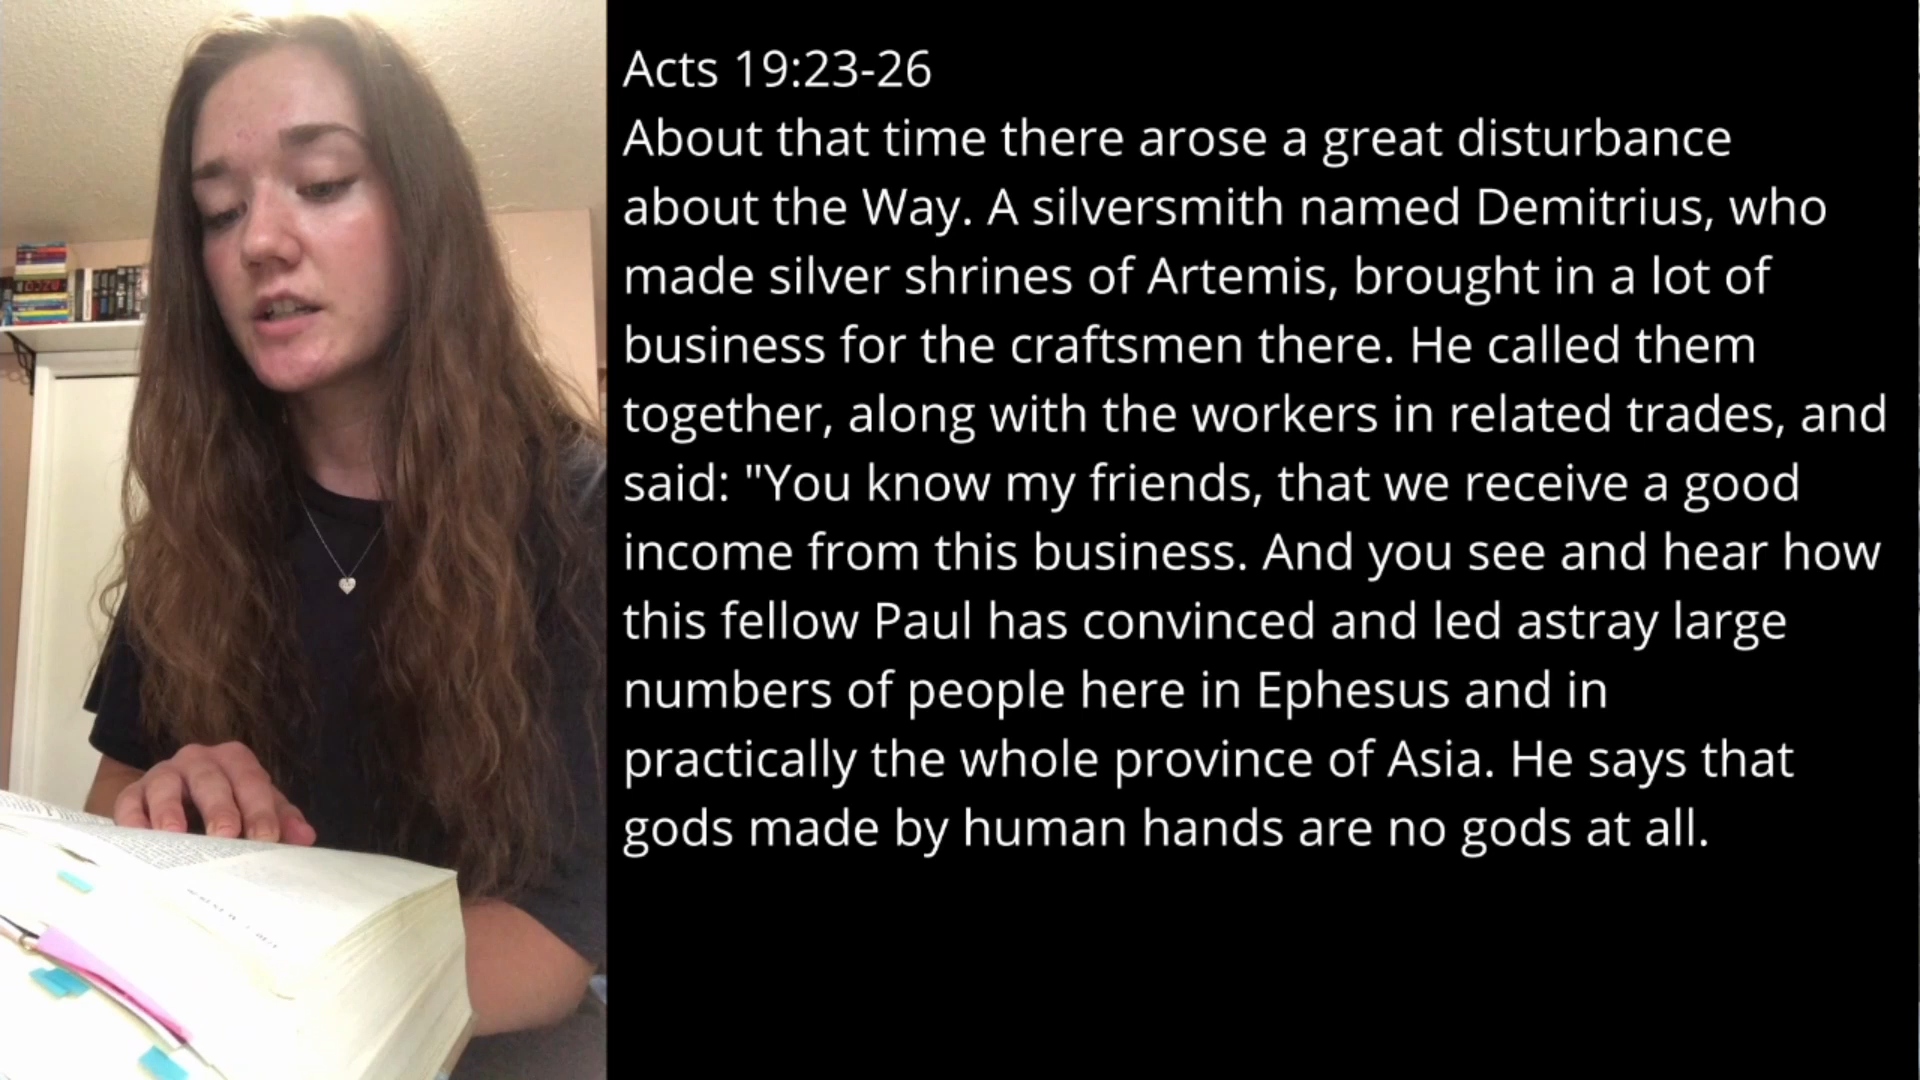 Acts 19:23-26
About that time there arose a great disturbance
about the Way. A silversmith named Demitrius, who
made silver shrines of Artemis, brought in a lot of
business for the craftsmen there. He called them
together, along with the workers in related trades, and
said: "You know my friends, that we receive a good
income from this business. And you see and hear how
this fellow Paul has convinced and led astray large
numbers of people here in Ephesus and in
practically the whole province of Asia. He says that
gods made by human hands are no gods at all.